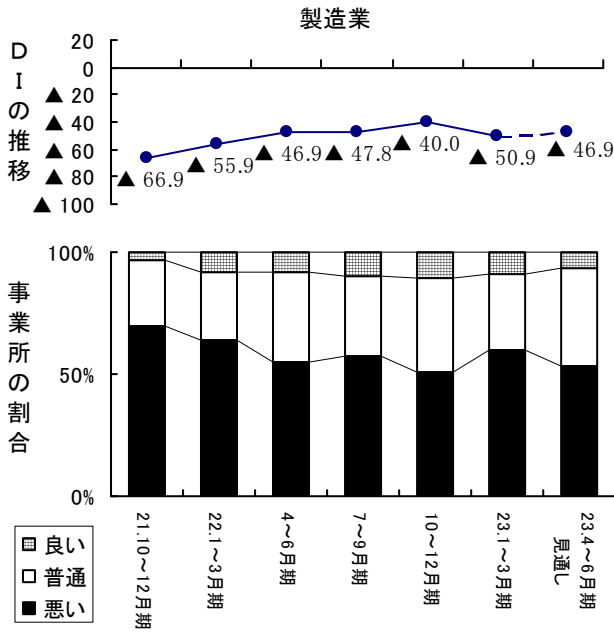 製造業
DIの推移
20
0
▲ 20
▲ 40
▲ 60
▲ 80
▲ 100
▲ 66.9
▲ 55.9
▲ 46.9
▲ 47.8
▲ 40.0
▲ 50.9
▲ 46.9
事業所の割合
100%
50%
0%
21.10～12月期
22.1～3月期
4～6月期
7～9月期
10～12月期
23.1～3月期
23.4～6月期
見通し
良い
普通
悪い